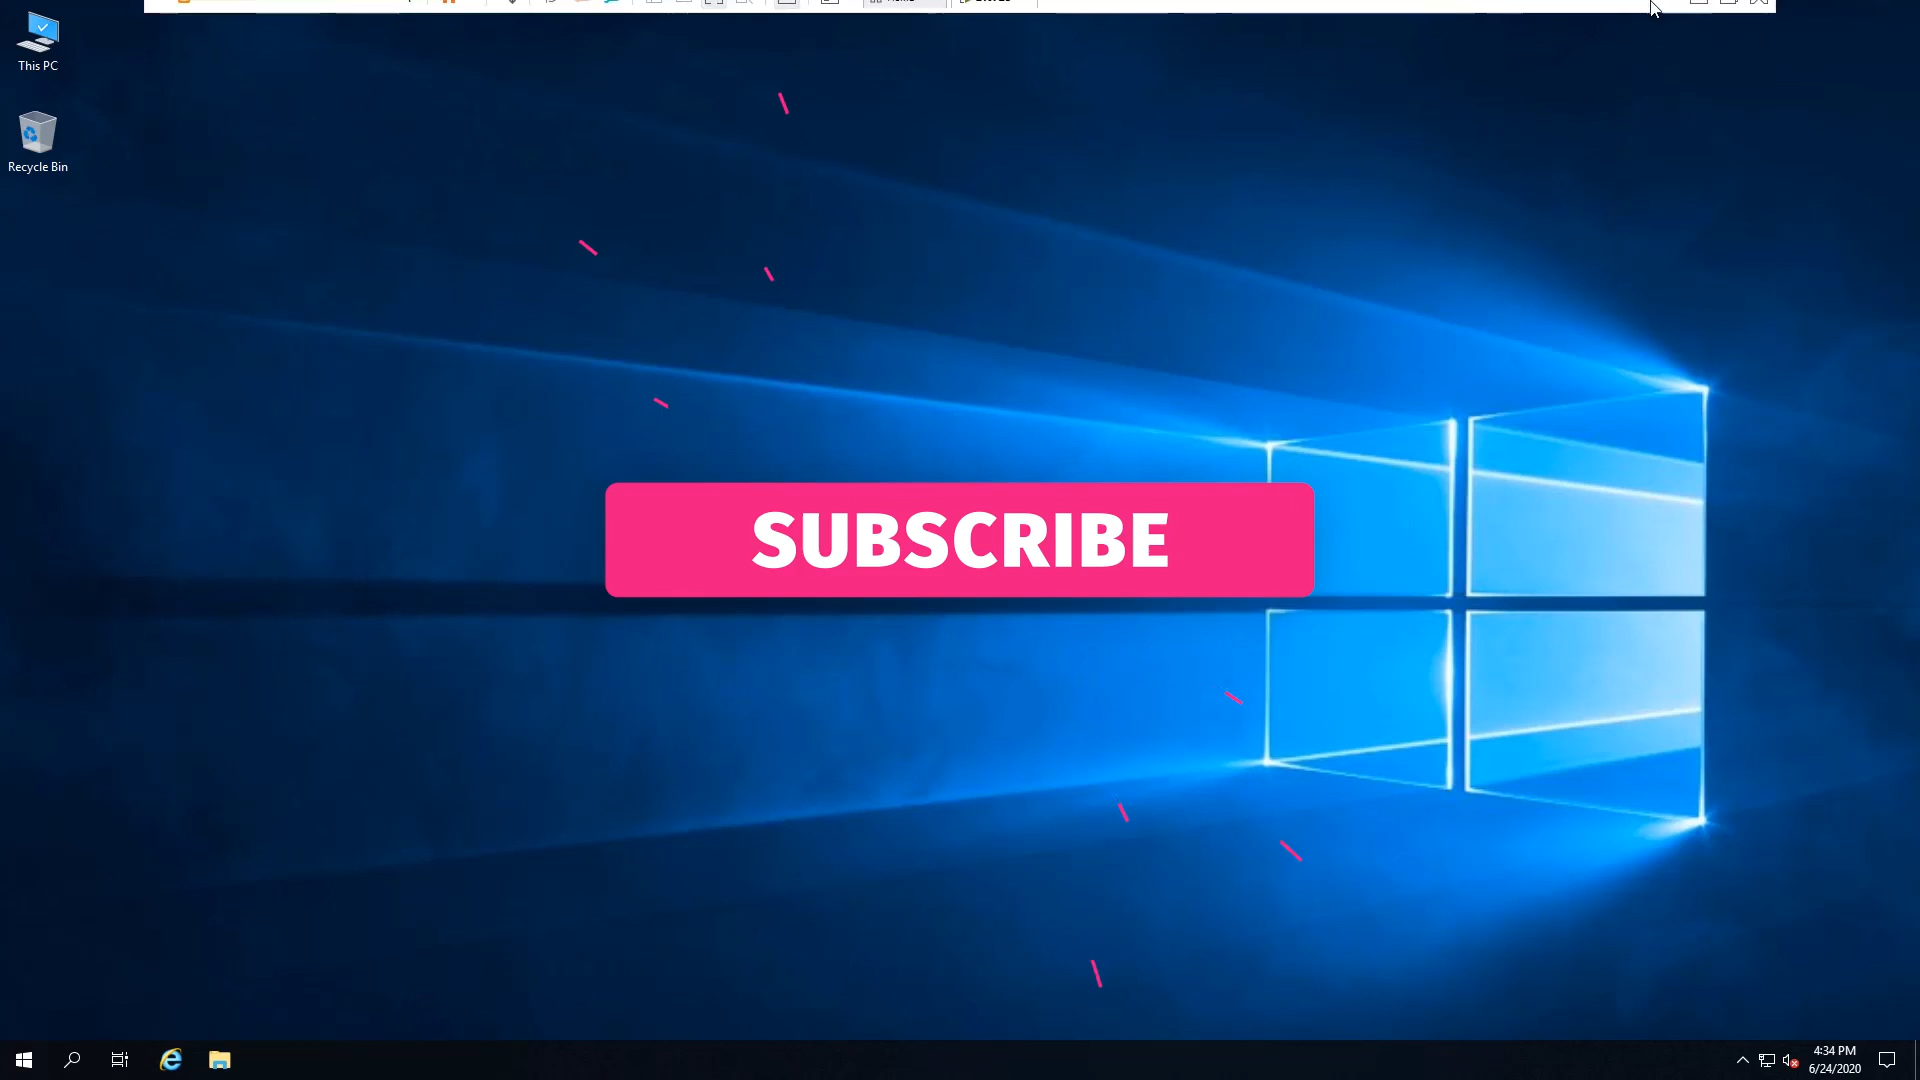 This PC
Recycle Bin
SUBSCRIBE
4:34 PM
6/24/2020